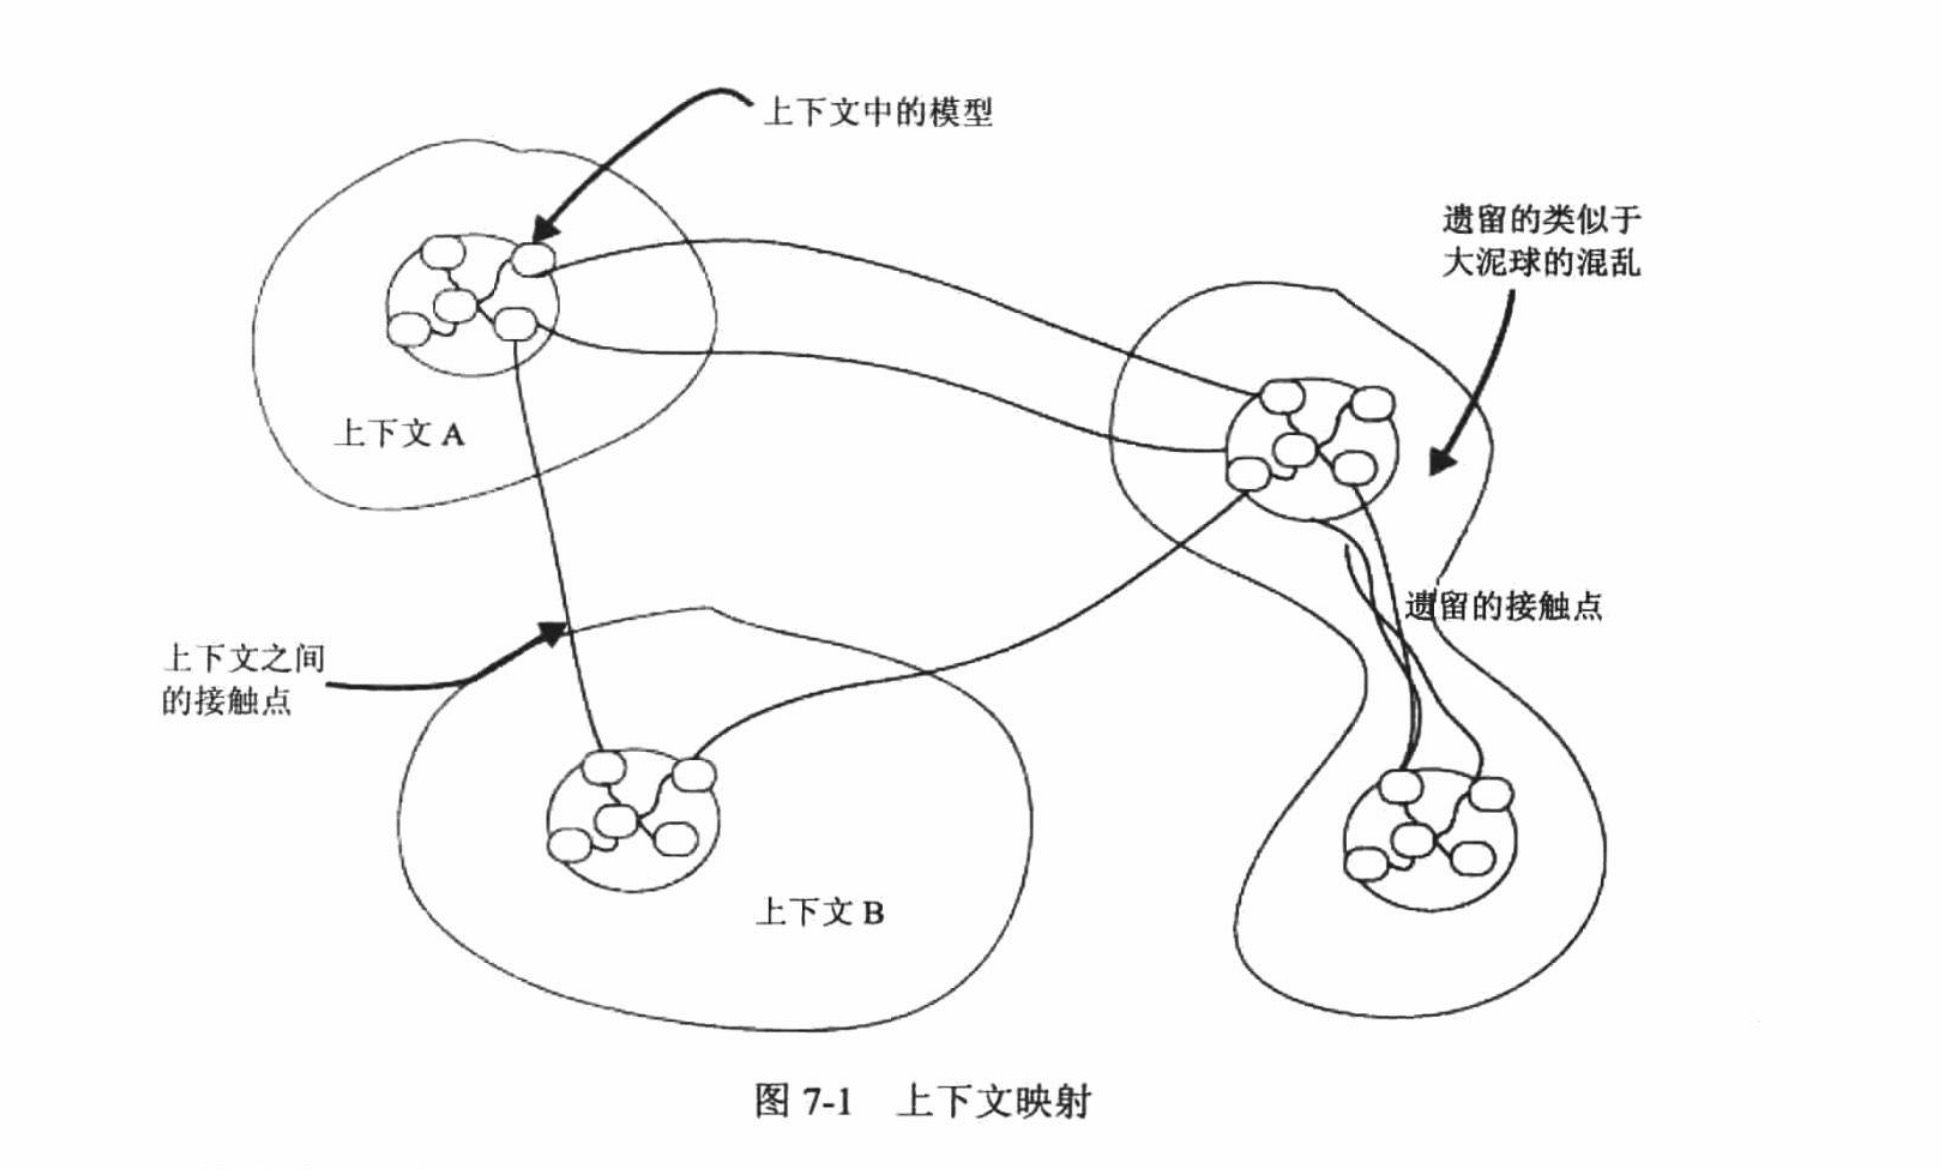 上下文中的模型
遗留的类似于
大泥球的混乱
上下文 A
遗留的接触点
上下文之间
的接触点
上下文 B
图 7-1 上下文映射